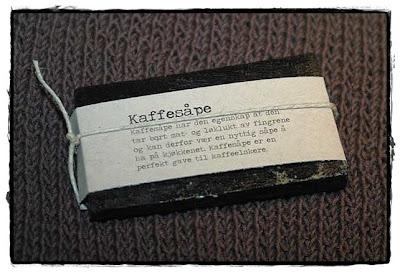 Kaffesåpe
Kaffesåpe har den egenskap at den
tar bort mat- og løklukt av fingrene
og kan derfor vær en nyttig såpe å
ha på kjøkkenet. Kaffesåpe er en
perfekt gave til kaffeelskere.